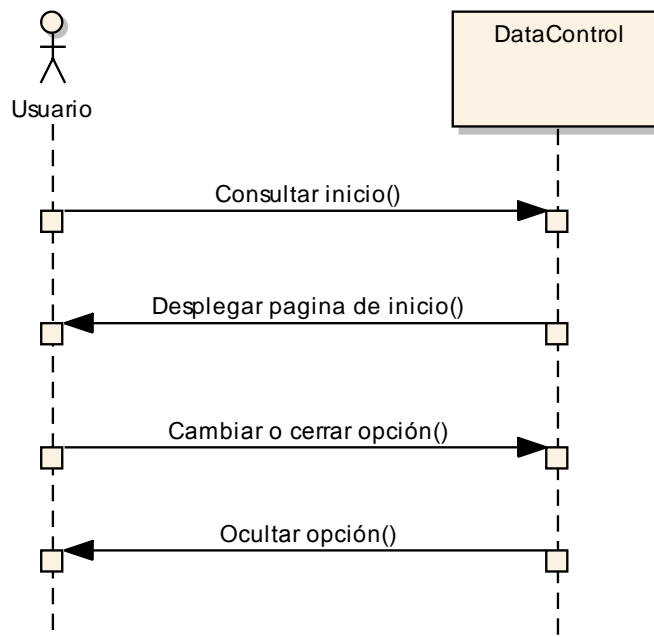 Usuario
DataControl
Consultar inicio()
Desplegar pagina de inicio()
Cambiar o cerrar opción()
Ocultar opción()